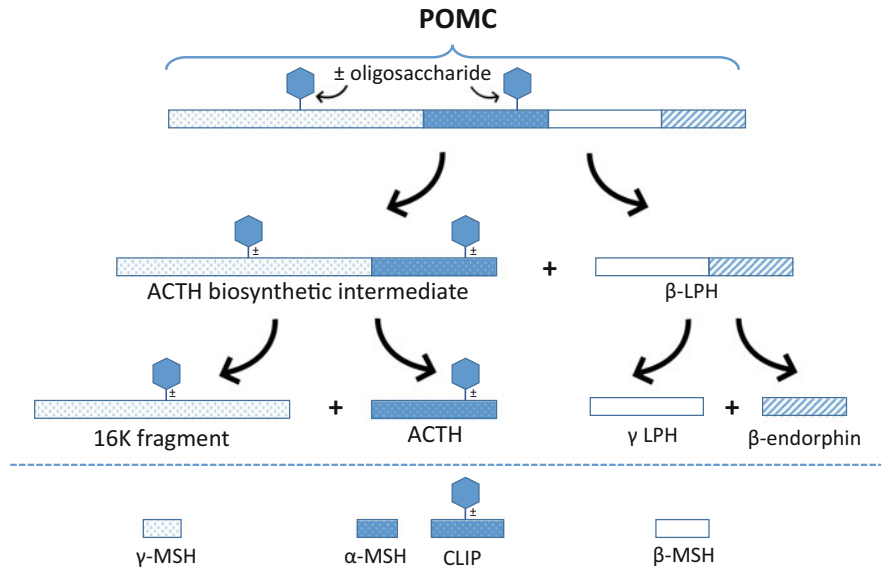 POMC
± oligosaccharide
± ±
+
ACTH biosynthetic intermediate β-LPH
± ±
+ +
16K fragment ACTH γ LPH β-endorphin
±
γ-MSH α-MSH CLIP β-MSH